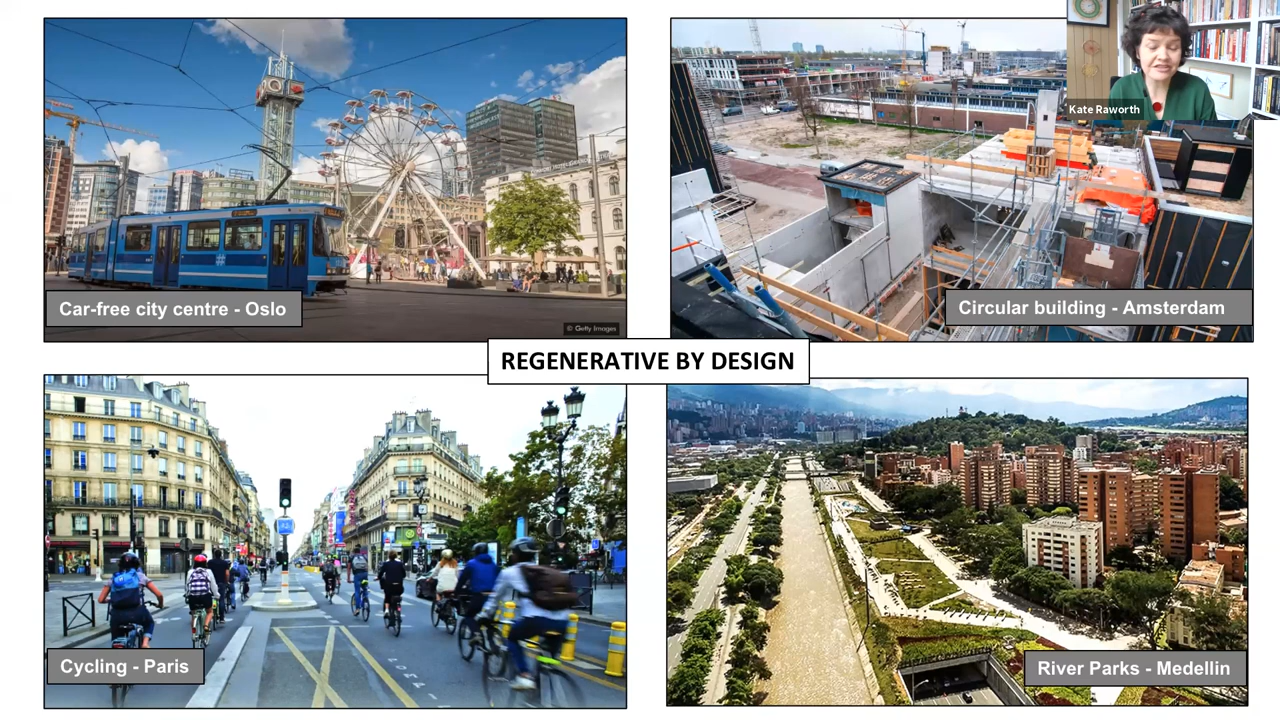 Kate Raworth
Car-free city centre - Oslo
© Getty Images
Circular building - Amsterdam
REGENERATIVE BY DESIGN
Cycling - Paris
River Parks - Medellin